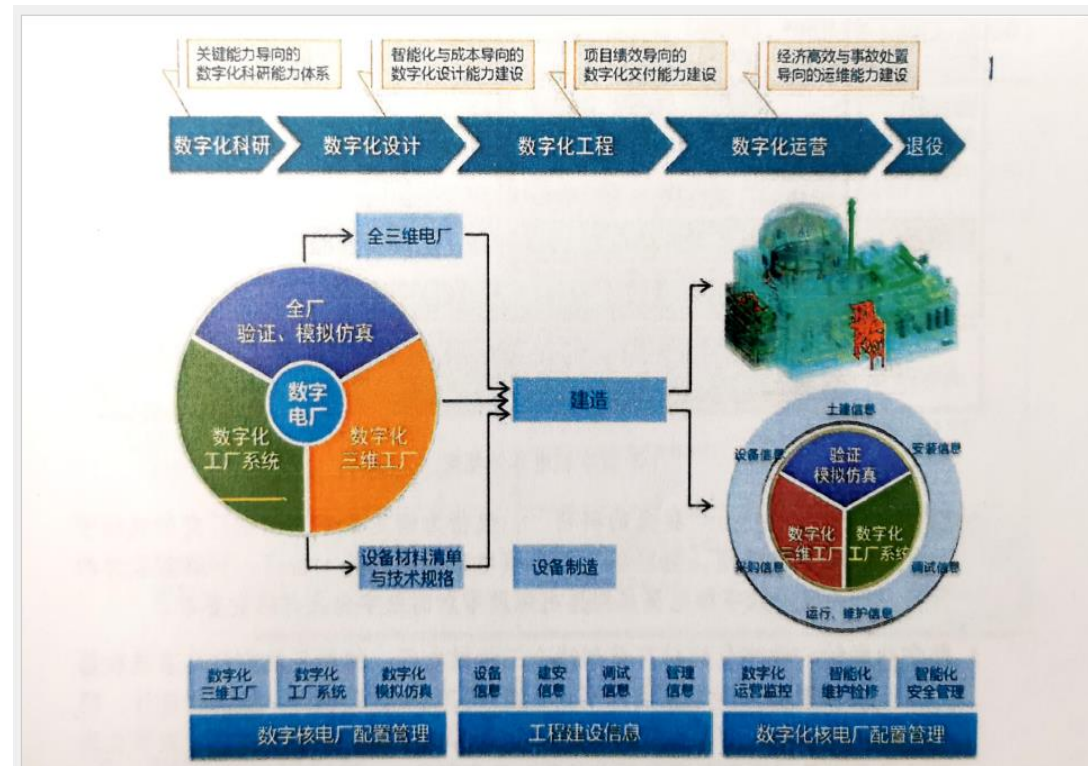 关键能力导向的
数字化科研能力体系
智能化与成本导向的
数字化设计能力建设
项目绩效导向的
数字化交付能力建设
经济高效与事故处置
导向的运维能力建设
数字化科研
数字化设计
数字化工程
数字化运营
退役
全三维电厂
全厂
验证、模拟仿真
数字
电厂
数字化
工厂系统
数字化
三维工厂
建造
设备材料清单
与技术规格
设备制造
土建信息
设备信息
安装信息
验证
模拟仿真
数字化
三维工厂
数字化
工厂系统
采购信息
调试信息
运行、维护信息
数字化
三维工厂
数字化
工厂系统
数字化
模拟仿真
设备
信息
建安
信息
调试
信息
管理
信息
数字化
运营监控
智能化
维护检修
智能化
安全管理
数字核电厂配置管理
工程建设信息
数字化核电厂配置管理